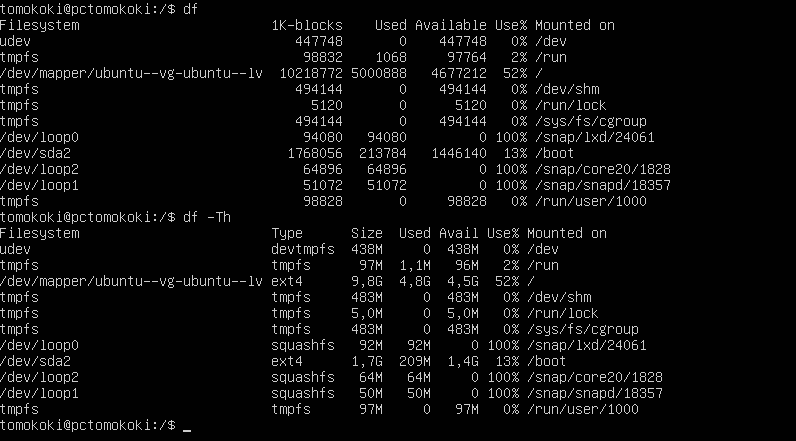 tomokoki@pctomokoki:/$ df
Filesystem                        1K-blocks    Used Available Use% Mounted on
udev                                 447748       0    447748   0% /dev
tmpfs                                 98832    1068     97764   2% /run
/dev/mapper/ubuntu--vg-ubuntu--lv  10218772 5000888   4677212  52% /
tmpfs                                494144       0    494144   0% /dev/shm
tmpfs                                  5120       0      5120   0% /run/lock
tmpfs                                494144       0    494144   0% /sys/fs/cgroup
/dev/loop0                            94080   94080         0 100% /snap/lxd/24061
/dev/sda2                           1768056  213784   1446140  13% /boot
/dev/loop2                            64896   64896         0 100% /snap/core20/1828
/dev/loop1                            51072   51072         0 100% /snap/snapd/18357
tmpfs                                 98828       0     98828   0% /run/user/1000
tomokoki@pctomokoki:/$ df -Th
Filesystem                        Type      Size  Used Avail Use% Mounted on
udev                              devtmpfs  438M     0  438M   0% /dev
tmpfs                             tmpfs      97M  1,1M   96M   2% /run
/dev/mapper/ubuntu--vg-ubuntu--lv ext4      9,8G  4,8G  4,5G  52% /
tmpfs                             tmpfs     483M     0  483M   0% /dev/shm
tmpfs                             tmpfs     5,0M     0  5,0M   0% /run/lock
tmpfs                             tmpfs     483M     0  483M   0% /sys/fs/cgroup
/dev/loop0                        squashfs   92M   92M     0 100% /snap/lxd/24061
/dev/sda2                         ext4      1,7G  209M  1,4G  13% /boot
/dev/loop2                        squashfs   64M   64M     0 100% /snap/core20/1828
/dev/loop1                        squashfs   50M   50M     0 100% /snap/snapd/18357
tmpfs                             tmpfs      97M     0   97M   0% /run/user/1000
tomokoki@pctomokoki:/$ _